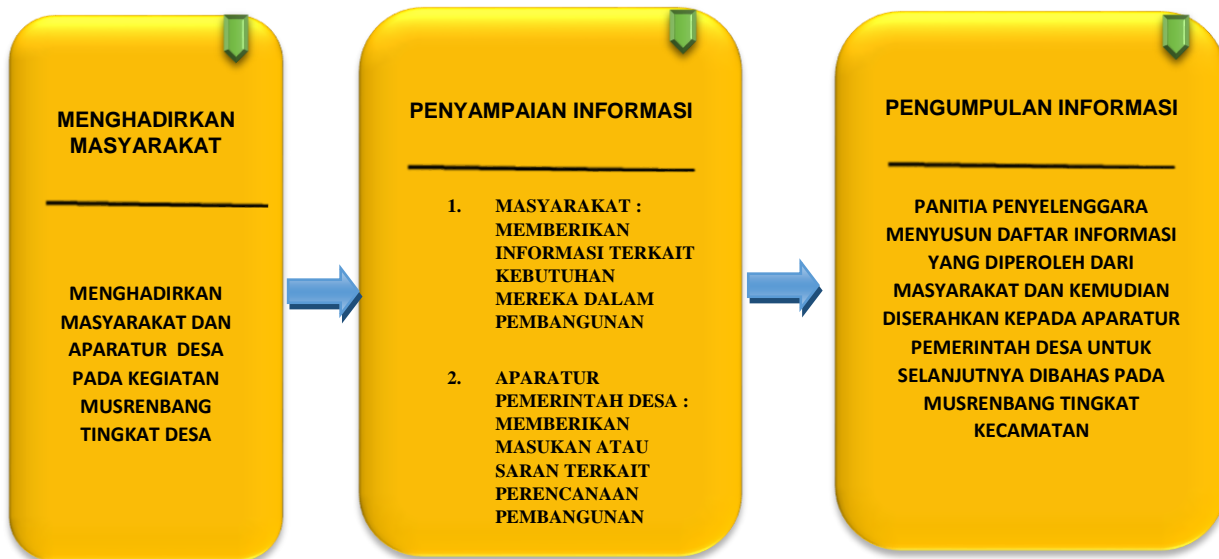 MENGHADIRKAN
MASYARAKAT
MENGHADIRKAN
MASYARAKAT DAN
APARATUR DESA
PADA KEGIATAN
MUSRENBANG
TINGKAT DESA
PENYAMPAIAN INFORMASI
1. MASYARAKAT :
MEMBERIKAN
INFORMASI TERKAIT
KEBUTUHAN
MEREKA DALAM
PEMBANGUNAN
2. APARATUR
PEMERINTAH DESA :
MEMBERIKAN
MASUKAN ATAU
SARAN TERKAIT
PERENCANAAN
PEMBANGUNAN
PENGUMPULAN INFORMASI
PANITIA PENYELENGGARA
MENYUSUN DAFTAR INFORMASI
YANG DIPEROLEH DARI
MASYARAKAT DAN KEMUDIAN
DISERAHKAN KEPADA APARATUR
PEMERINTAH DESA UNTUK
SELANJUTNYA DIBAHAS PADA
MUSRENBANG TINGKAT
KECAMATAN